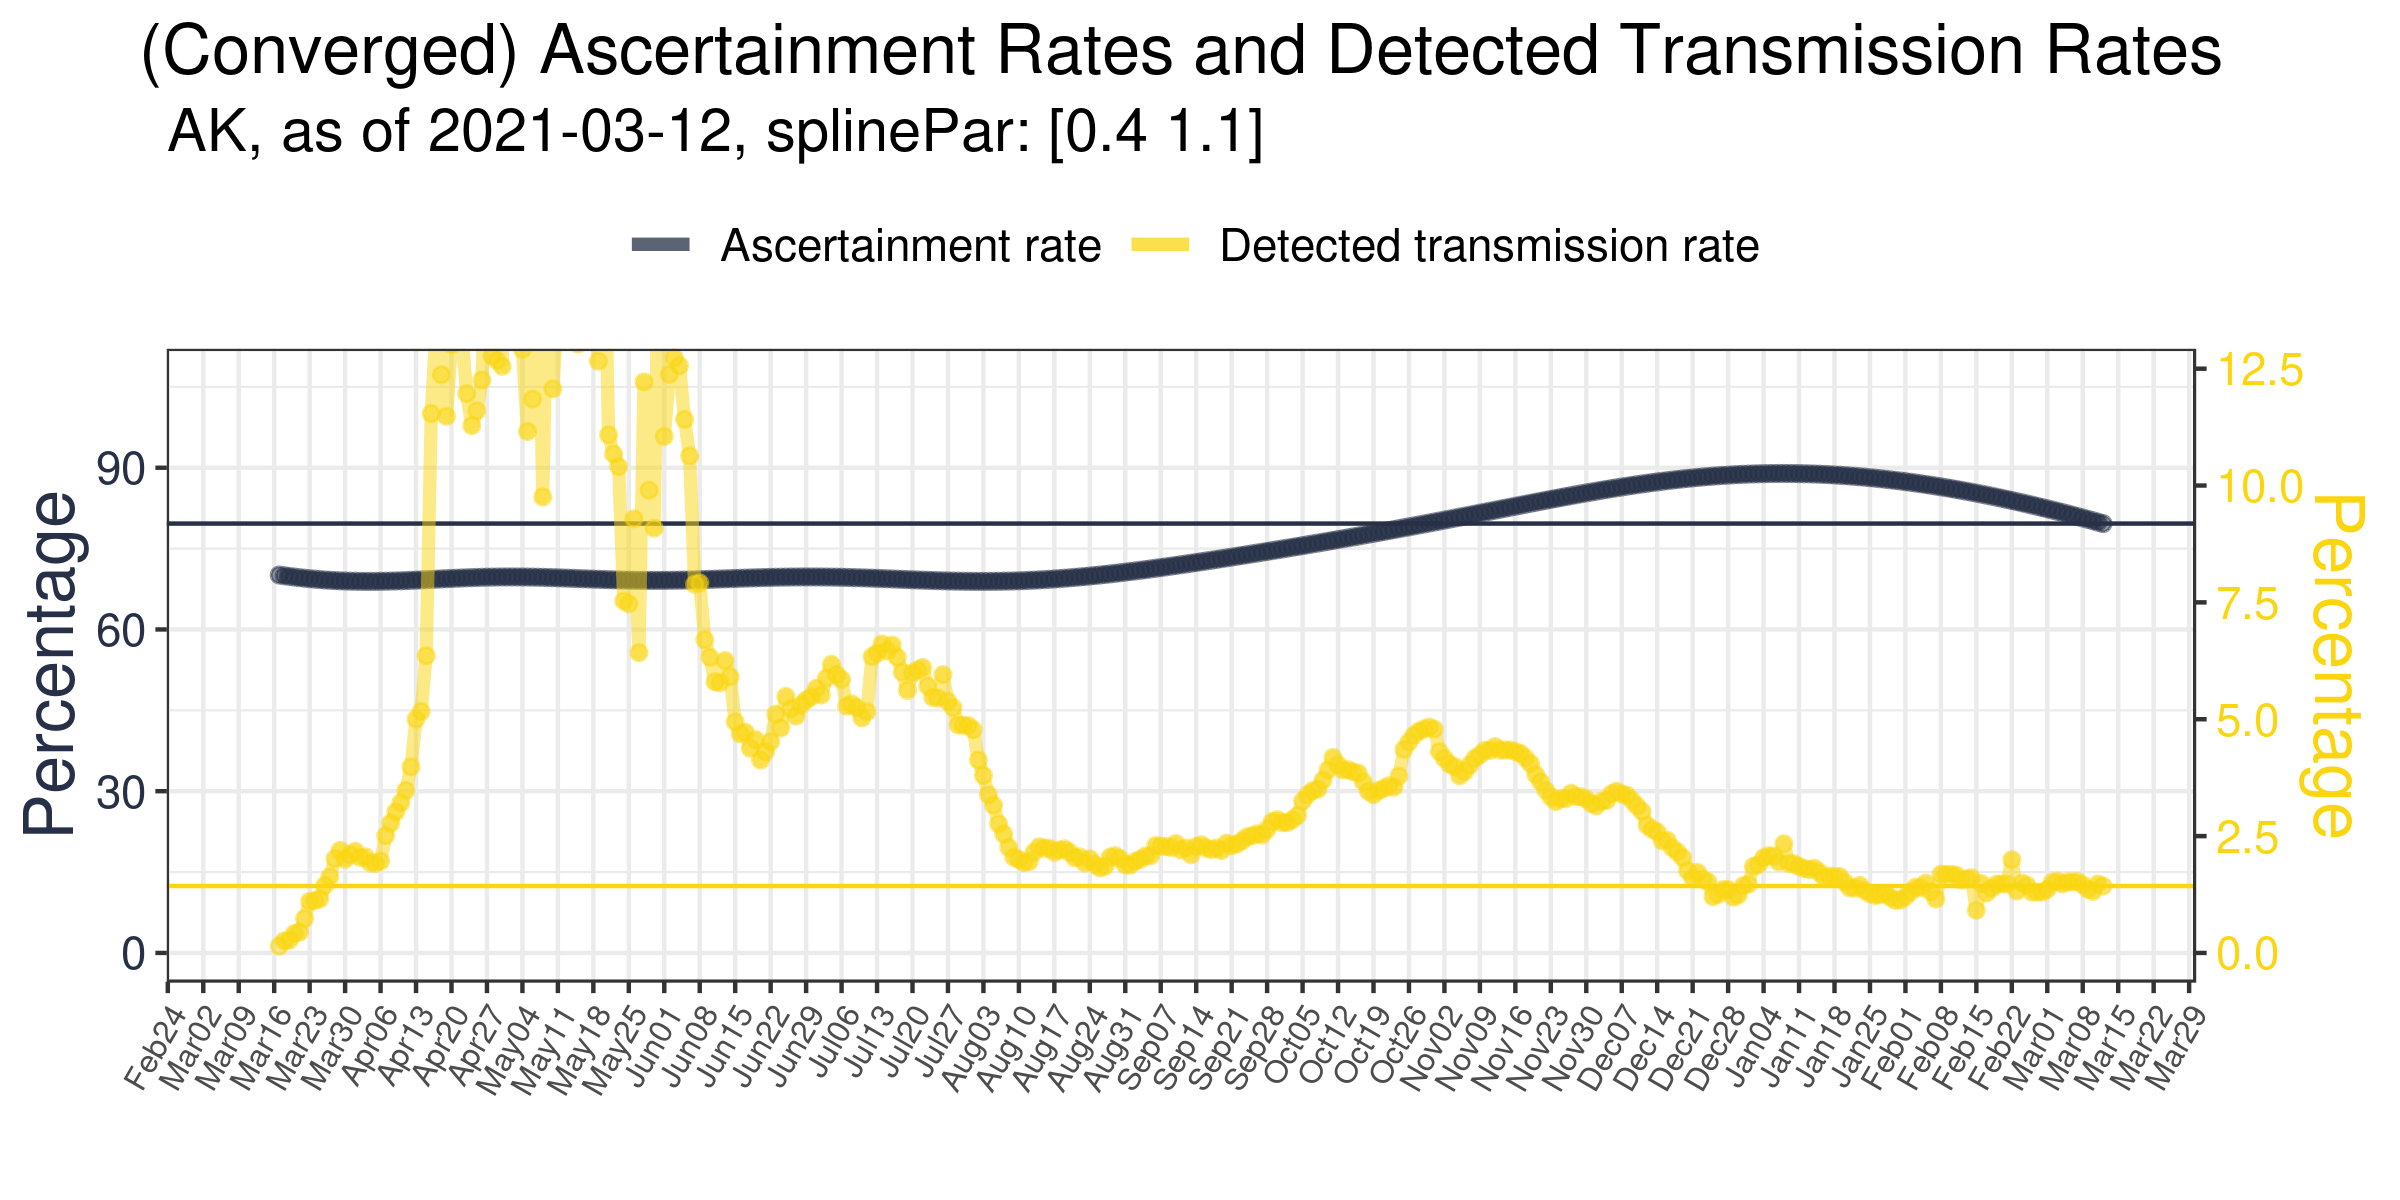 (Converged) Ascertainment Rates and Detected Transmission Rates
AK, as of 2021-03-12, splinePar: [0.4 1.1]
Ascertainment rate
Detected transmission rate
Percentage
90
60
30
0
12.5
10.0
7.5
5.0
2.5
0.0
Percentage
Feb24
Mar02
Mar09
Mar16
Mar23
Mar30
Apr06
Apr13
Apr20
Apr27
May04
May11
May18
May25
Jun01
Jun08
Jun15
Jun22
Jun29
Jul06
Jul13
Jul20
Jul27
Aug03
Aug10
Aug17
Aug24
Aug31
Sep07
Sep14
Sep21
Sep28
Oct05
Oct12
Oct19
Oct26
Nov02
Nov09
Nov16
Nov23
Nov30
Dec07
Dec14
Dec21
Dec28
Jan04
Jan11
Jan18
Jan25
Feb01
Feb08
Feb15
Feb22
Mar01
Mar08
Mar15
Mar22
Mar29